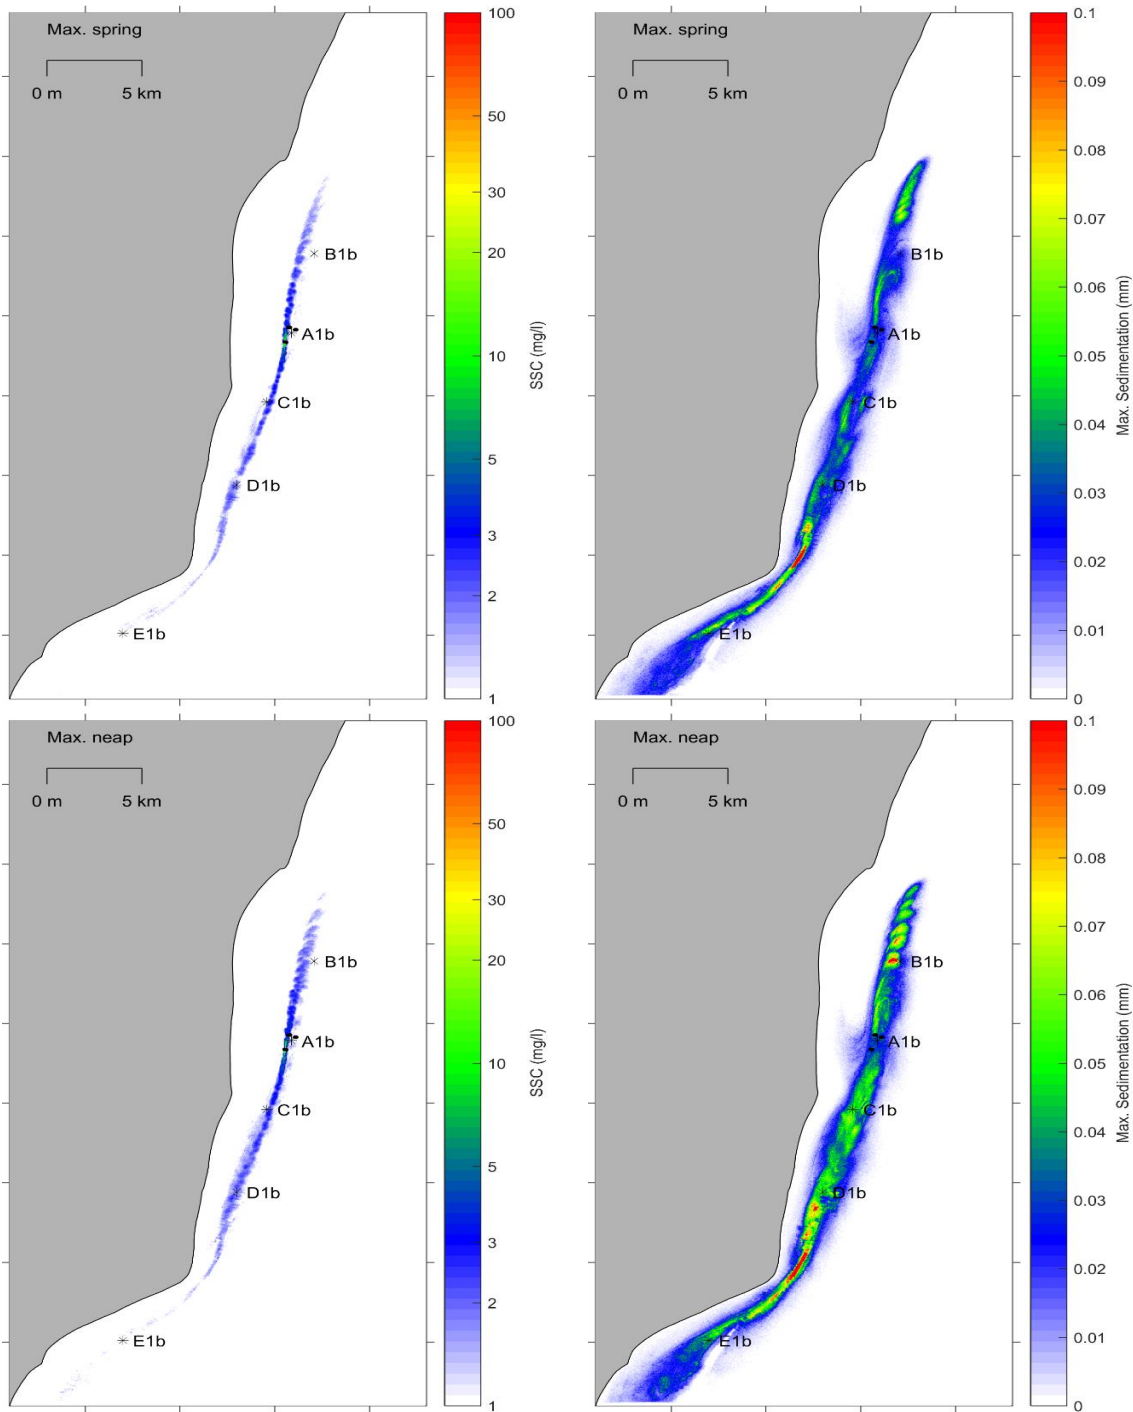 Max. spring
0 m 5 km
B1b
A1b
C1b
D1b
E1b
100
50
30
20
10
5
3
2
1
SSC (mg/l)
Max. spring
0 m 5 km
B1b
A1b
C1b
D1b
E1b
0.1
0.09
0.08
0.07
0.06
0.05
0.04
0.03
0.02
0.01
0
Max. Sedimentation (mm)
Max. neap
0 m 5 km
B1b
A1b
C1b
D1b
E1b
100
50
30
20
10
5
3
2
1
SSC (mg/l)
Max. neap
0 m 5 km
B1b
A1b
C1b
D1b
E1b
0.1
0.09
0.08
0.07
0.06
0.05
0.04
0.03
0.02
0.01
0
Max. Sedimentation (mm)